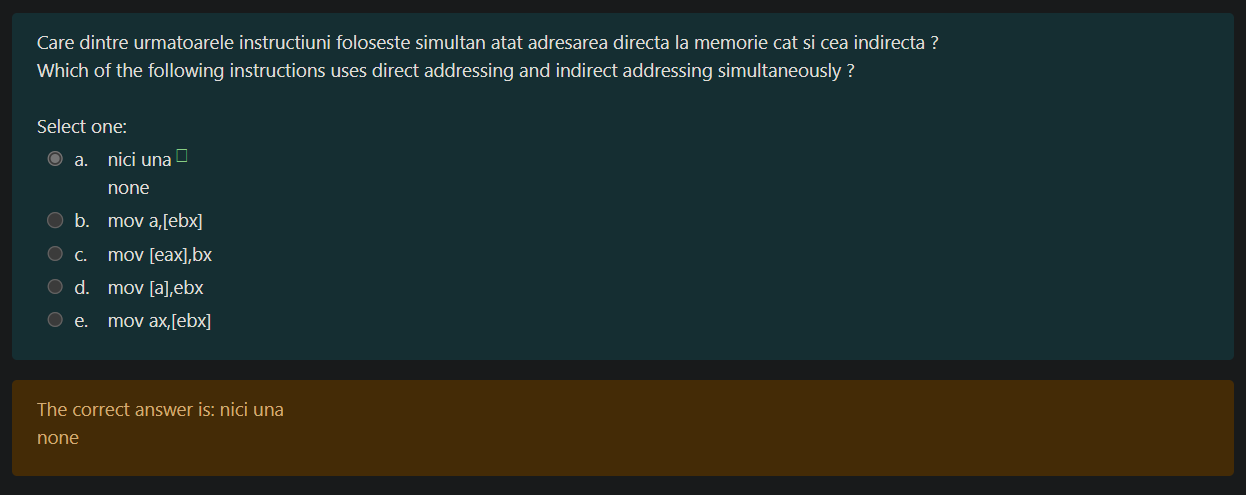 Care dintre urmatoarele instructiuni foloseste simultan atat adresarea directa la memorie cat si cea indirecta ?
Which of the following instructions uses direct addressing and indirect addressing simultaneously ?
Select one:
a. nici una
none
b. mov a,[ebx]
c. mov [eax],bx
d. mov [a],ebx
e. mov ax,[ebx]
The correct answer is: nici una
none